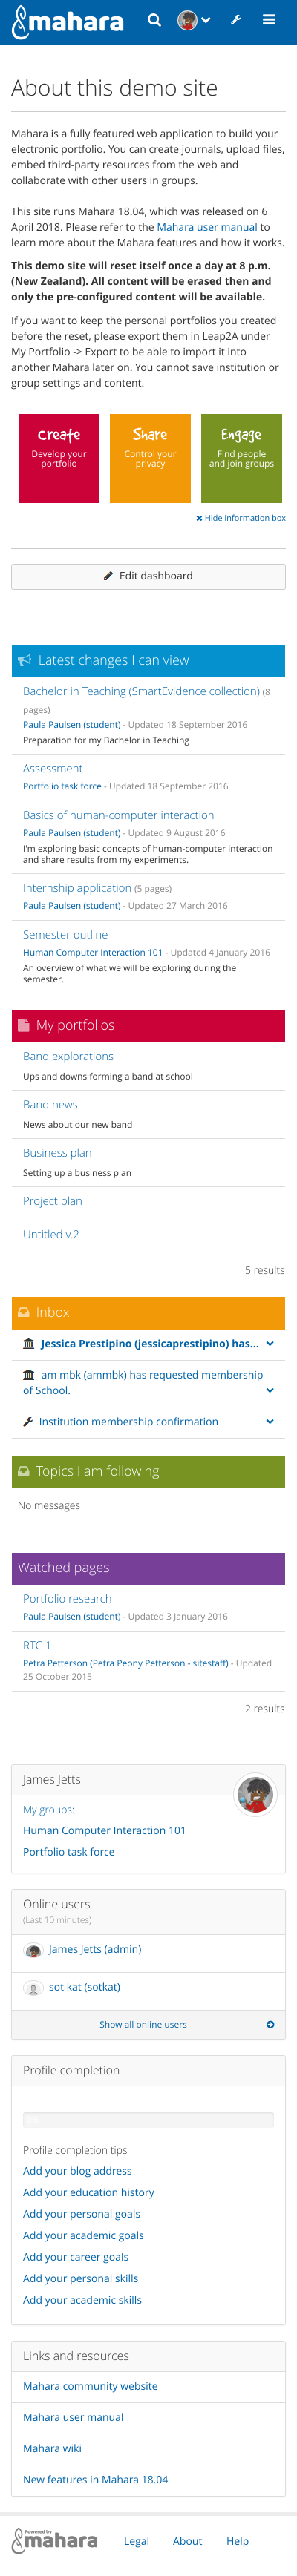 mahara
About this demo site
Mahara is a fully featured web application to build your
electronic portfolio. You can create journals, upload files,
embed third-party resources from the web and
collaborate with other users in groups.
This site runs Mahara 18.04, which was released on 6
April 2018. Please refer to the Mahara user manual to
learn more about the Mahara features and how it works.
This demo site will reset itself once a day at 8 p.m.
(New Zealand). All content will be erased then and
only the pre-configured content will be available.
If you want to keep the personal portfolios you created
before the reset, please export them in Leap2A under
My Portfolio -> Export to be able to import it into
another Mahara later on. You cannot save institution or
group settings and content.
Create
Develop your
portfolio
Share
Control your
privacy
Engage
Find people
and join groups
Hide information box
Edit dashboard
Latest changes I can view
Bachelor in Teaching (SmartEvidence collection) (8
pages)
Paula Paulsen (student) - Updated 18 September 2016
Preparation for my Bachelor in Teaching
Assessment
Portfolio task force - Updated 18 September 2016
Basics of human-computer interaction
Paula Paulsen (student) - Updated 9 August 2016
I'm exploring basic concepts of human-computer interaction
and share results from my experiments.
Internship application (5 pages)
Paula Paulsen (student) - Updated 27 March 2016
Semester outline
Human Computer Interaction 101 - Updated 4 January 2016
An overview of what we will be exploring during the
semester.
My portfolios
Band explorations
Ups and downs forming a band at school
Band news
News about our new band
Business plan
Setting up a business plan
Project plan
Untitled v.2
5 results
Inbox
Jessica Prestipino (jessicaprestipino) has...
am mbk (ammbk) has requested membership
of School.
Institution membership confirmation
Topics I am following
No messages
Watched pages
Portfolio research
Paula Paulsen (student) - Updated 3 January 2016
RTC 1
Petra Petterson (Petra Peony Petterson - sitestaff) - Updated
25 October 2015
2 results
James Jetts
My groups:
Human Computer Interaction 101
Portfolio task force
Online users
(Last 10 minutes)
James Jetts (admin)
sot kat (sotkat)
Show all online users
Profile completion
Profile completion tips
Add your blog address
Add your education history
Add your personal goals
Add your academic goals
Add your career goals
Add your personal skills
Add your academic skills
Links and resources
Mahara community website
Mahara user manual
Mahara wiki
New features in Mahara 18.04
Powered by
mahara
Legal About Help